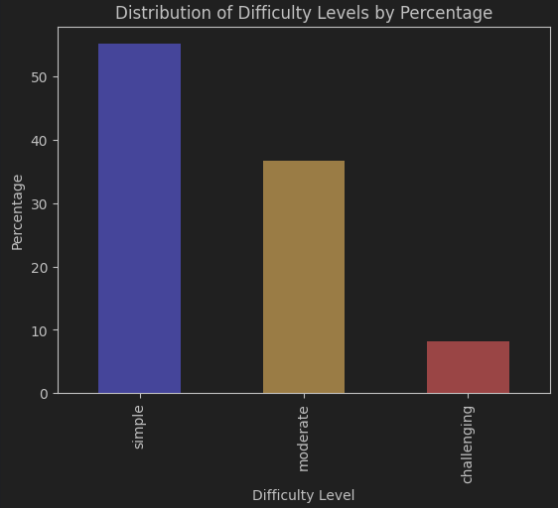 Distribution of Difficulty Levels by Percentage
Percentage
50
40
30
20
10
0
simple
moderate
challenging
Difficulty Level